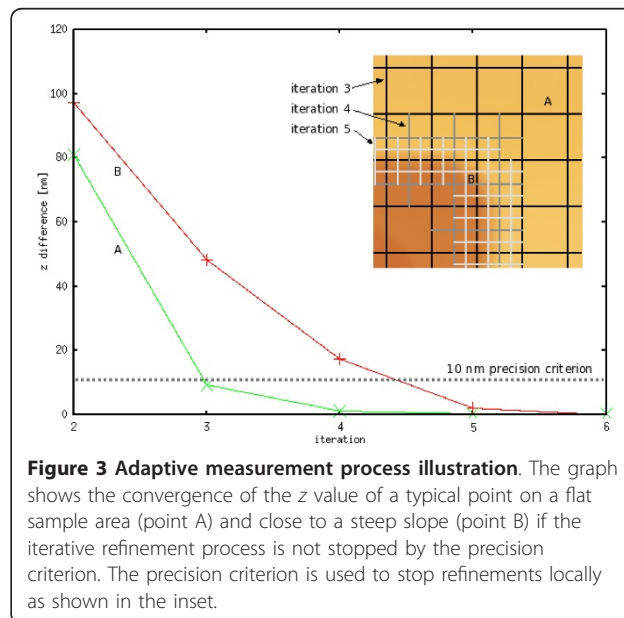 120
100
80
60
40
20
0
z difference [nm]
2
3
4
5
6
iteration
B
A
10 nm precision criterion
iteration 3
iteration 4
iteration 5
A
B
Figure 3 Adaptive measurement process illustration. The graph
shows the convergence of the z value of a typical point on a flat
sample area (point A) and close to a steep slope (point B) if the
iterative refinement process is not stopped by the precision
criterion. The precision criterion is used to stop refinements locally
as shown in the inset.